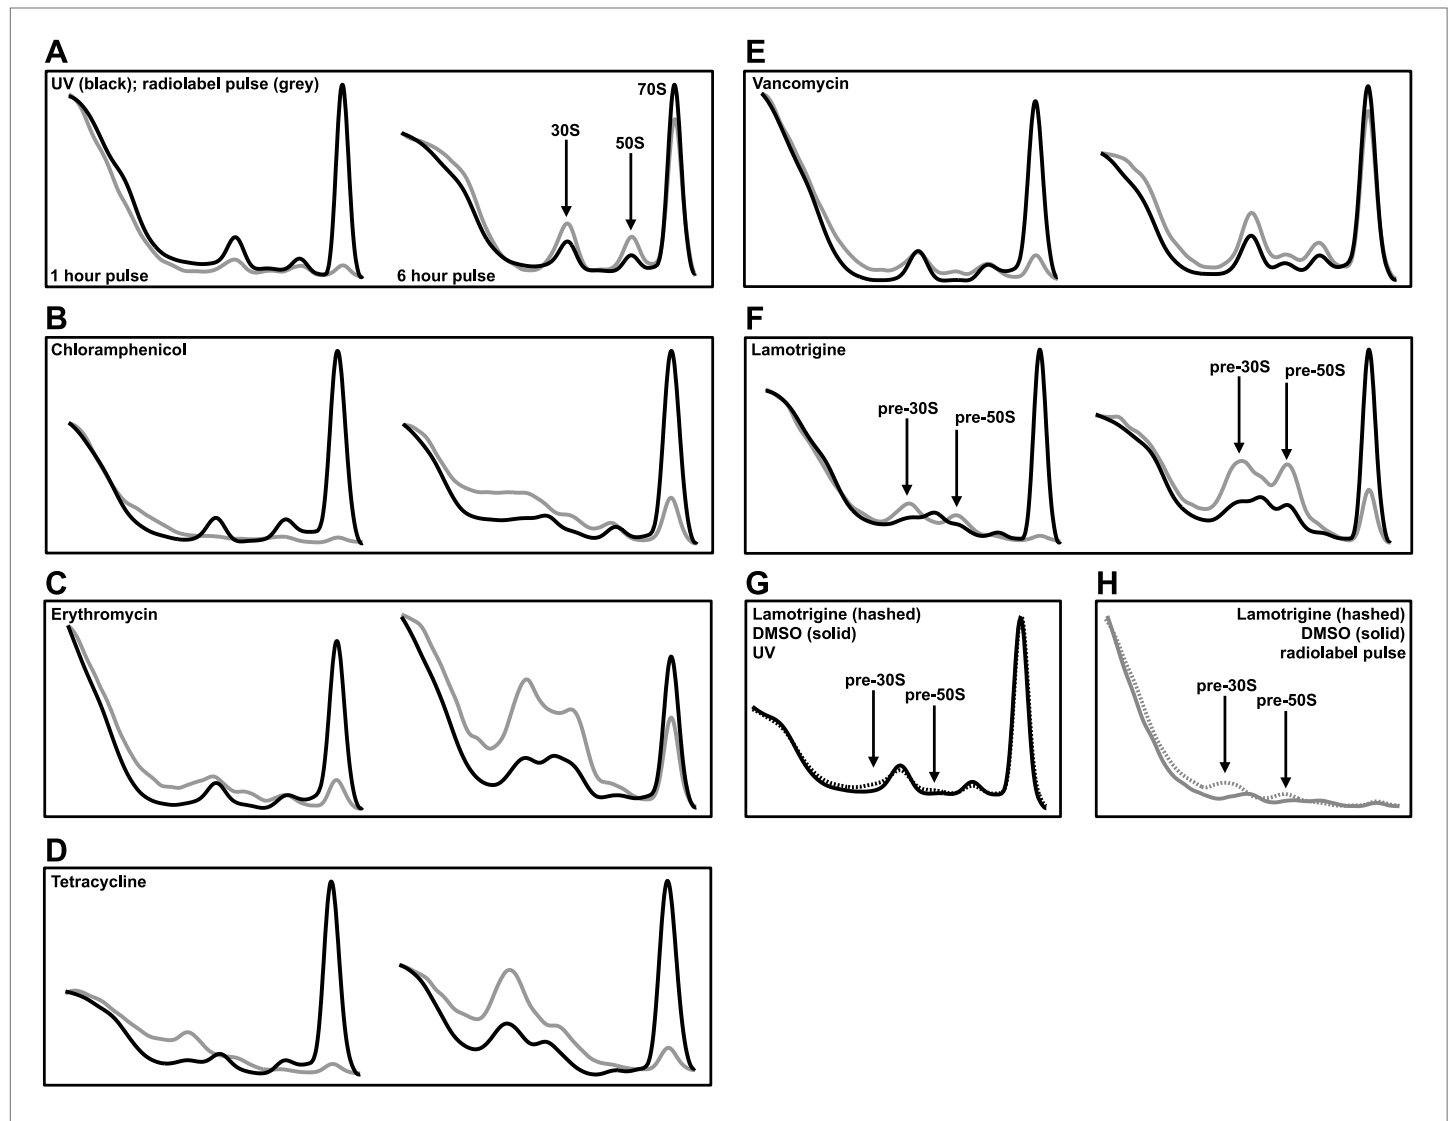 A
UV (black); radiolabel pulse (grey)
70S
30S
50S
1 hour pulse
6 hour pulse
B
Chloramphenicol
C
Erythromycin
D
Tetracycline
E
Vancomycin
F
Lamotrigine
pre-30S
pre-50S
pre-30S
pre-50S
G
Lamotrigine (hashed)
DMSO (solid)
UV
pre-30S
pre-50S
H
Lamotrigine (hashed)
DMSO (solid)
radiolabel pulse
pre-30S
pre-50S